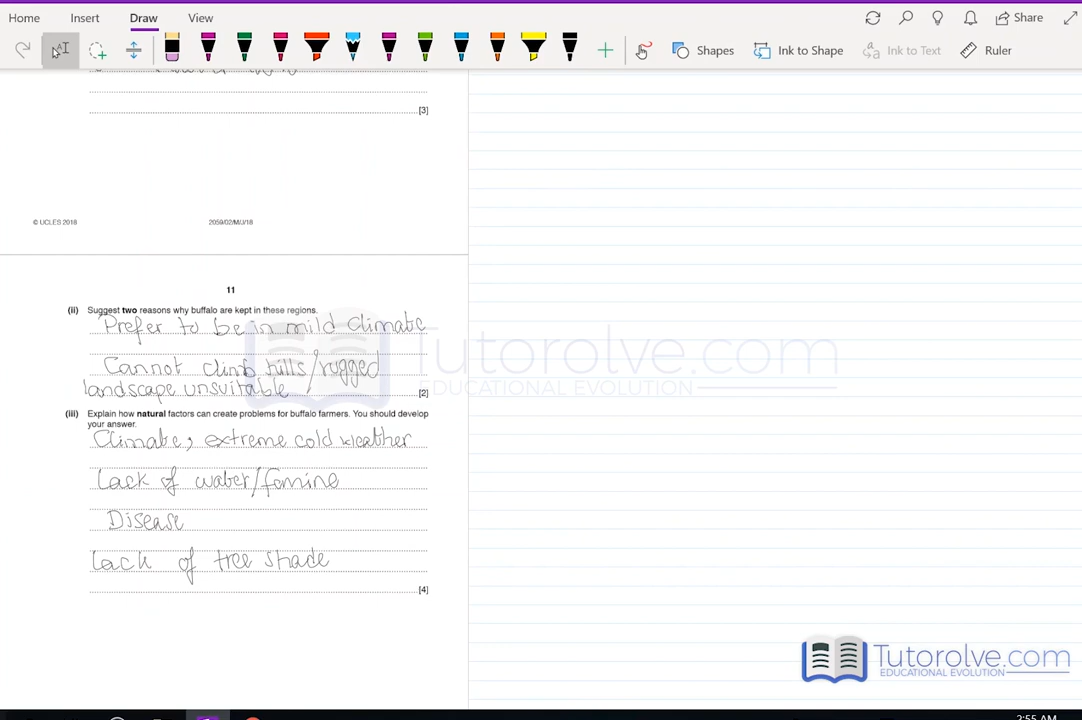 Home Insert Draw View Share
Shapes Ink to Shape Ink to Text Ruler
[3]
© UCLES 2018 2059/02/M/J/18
11
(ii) Suggest two reasons why buffalo are kept in these regions.
Prefer to be in mild climate
Cannot climb hills/rugged
landscape unsuitable [2]
(iii) Explain how natural factors can create problems for buffalo farmers. You should develop
your answer.
Climate, extreme cold weather
Lack of water/famine
Disease
Lack of tree shade
[4]
Tutorolve.com
EDUCATIONAL EVOLUTION
Tutorolve.com
EDUCATIONAL EVOLUTION
2:55 AM